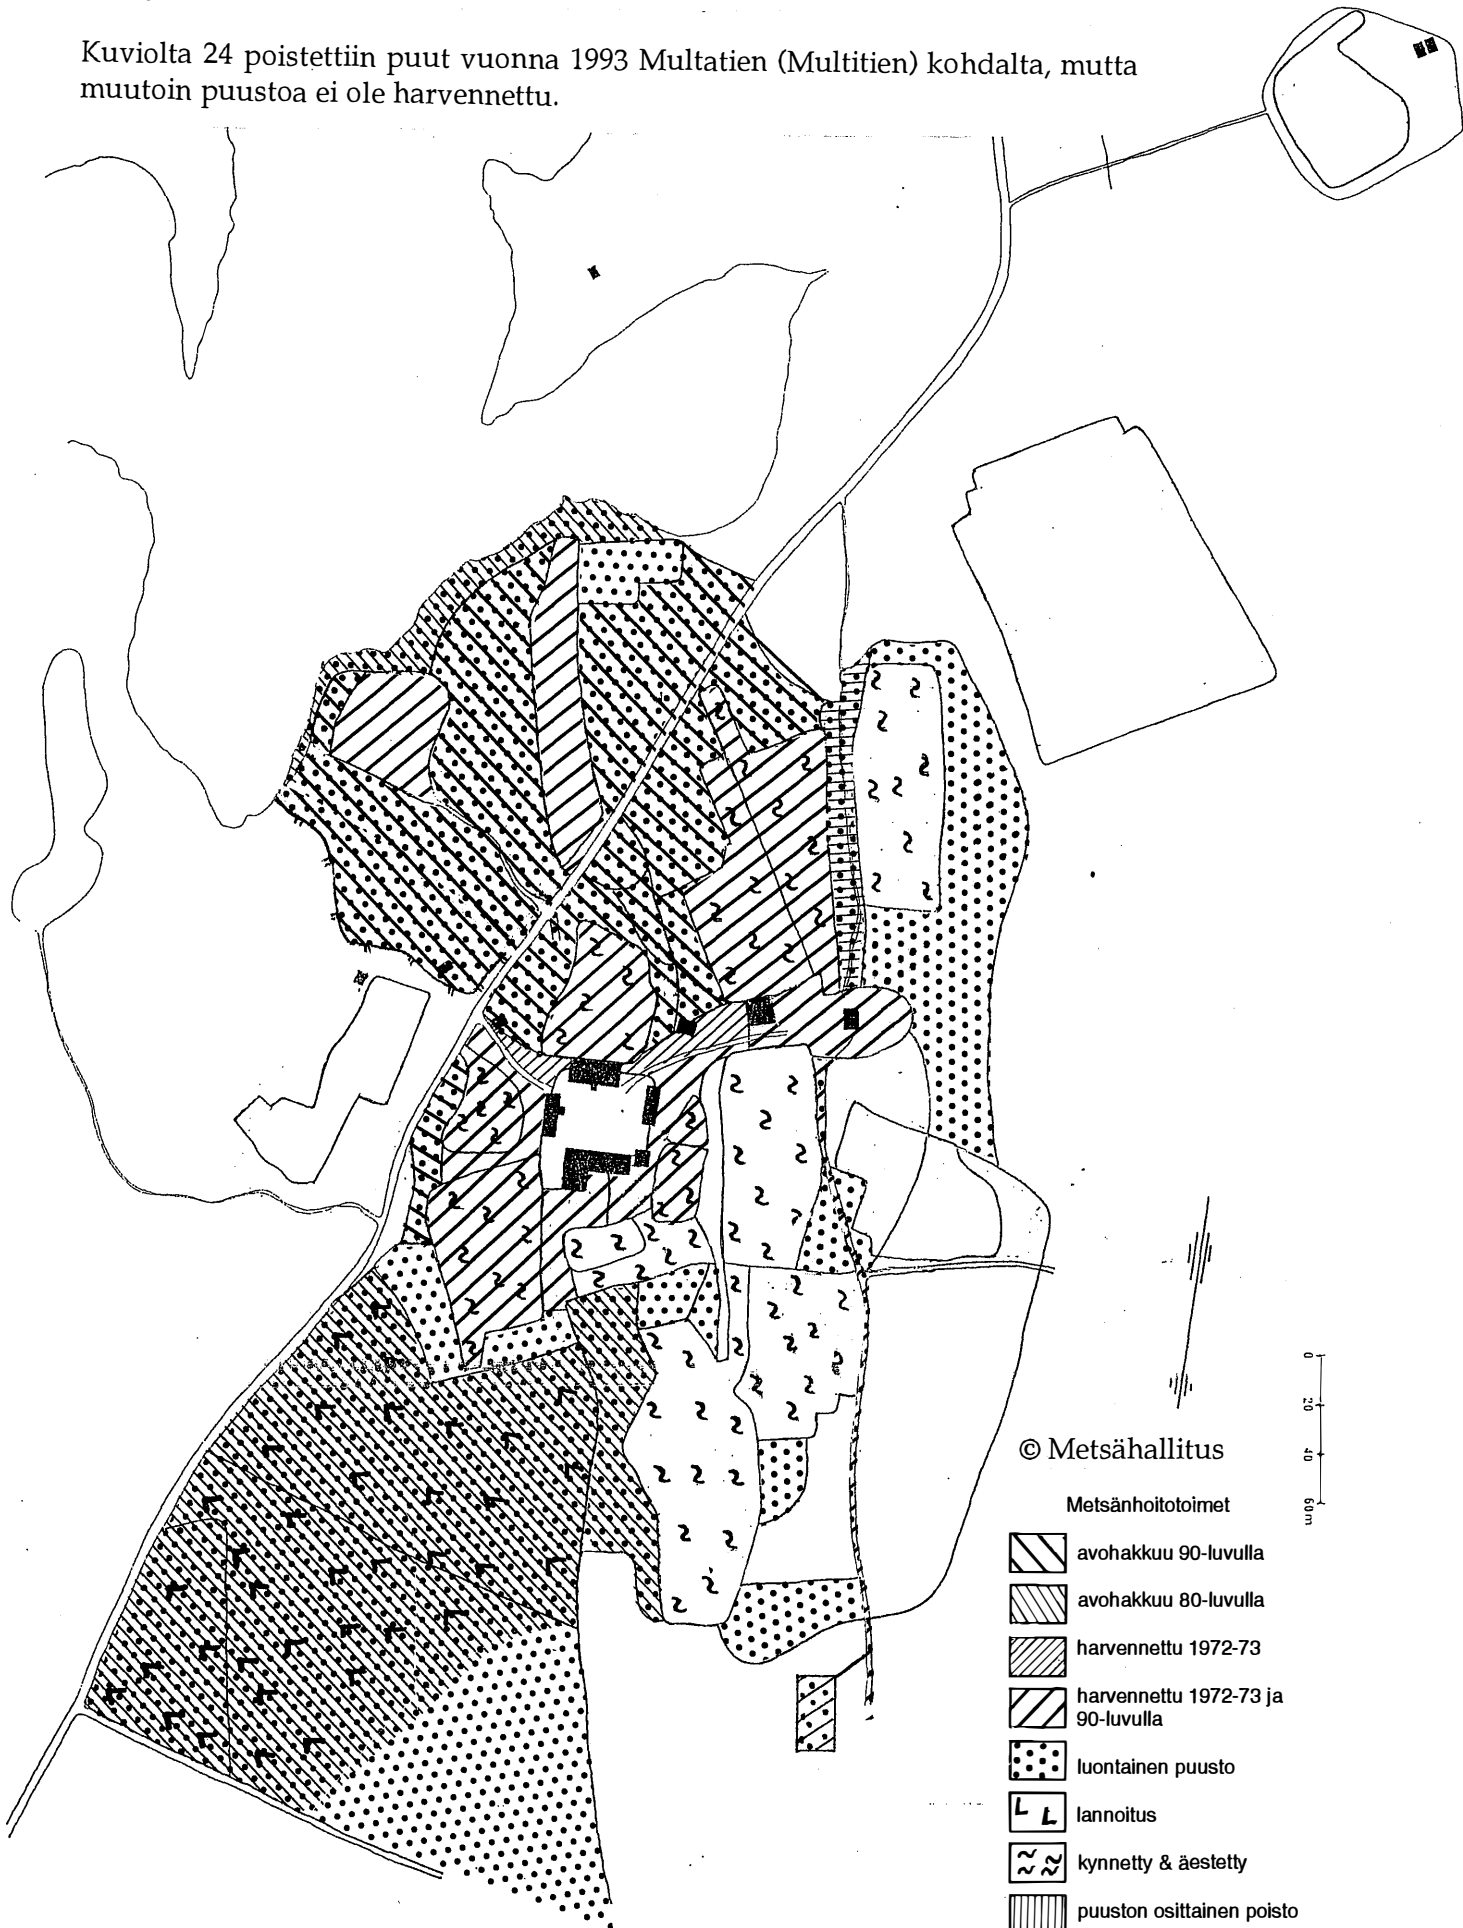 Kuviolta 24 poistettiin puut vuonna 1993 Multatien (Multitien) kohdalta, mutta
muutoin puustoa ei ole harvennettu.
0
20
40
60m
© Metsähallitus
Metsänhoitotoimet
avohakkuu 90-luvulla
avohakkuu 80-luvulla
harvennettu 1972-73
harvennettu 1972-73 ja
90-luvulla
luontainen puusto
lannoitus
kynnetty & äestetty
puuston osittainen poisto